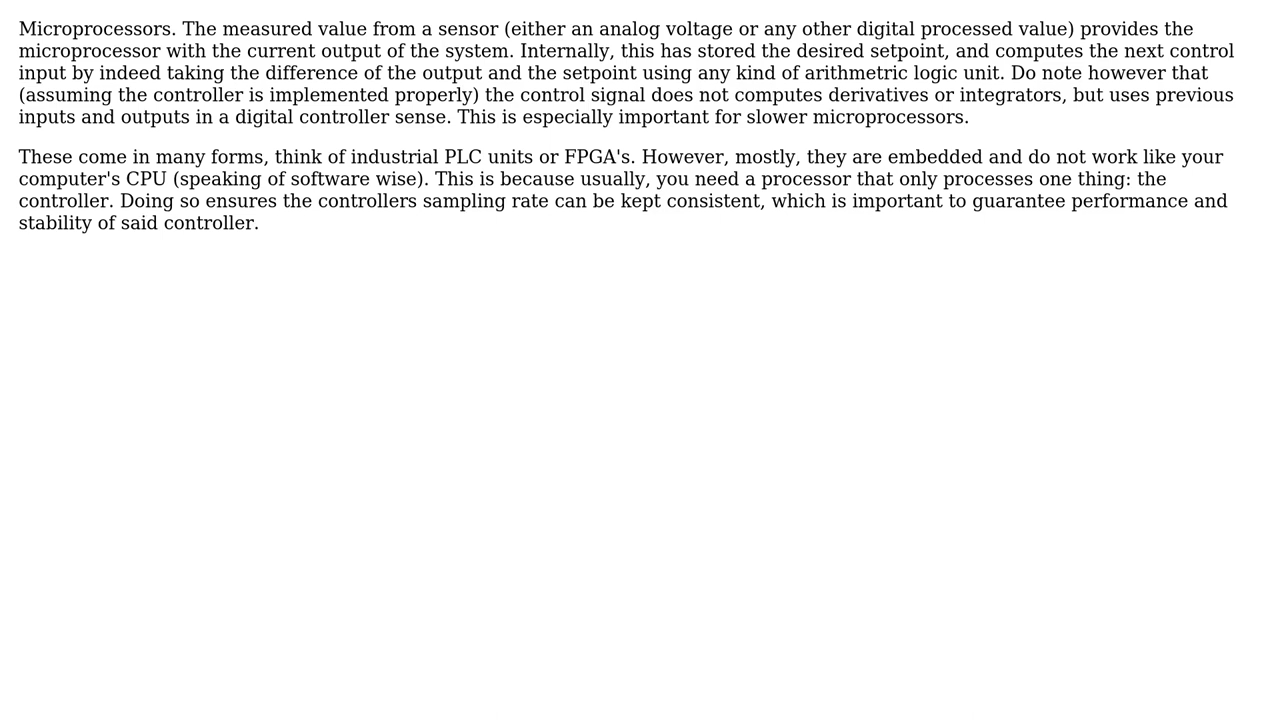 Microprocessors. The measured value from a sensor (either an analog voltage or any other digital processed value) provides the
microprocessor with the current output of the system. Internally, this has stored the desired setpoint, and computes the next control
input by indeed taking the difference of the output and the setpoint using any kind of arithmetric logic unit. Do note however that
(assuming the controller is implemented properly) the control signal does not computes derivatives or integrators, but uses previous
inputs and outputs in a digital controller sense. This is especially important for slower microprocessors.
These come in many forms, think of industrial PLC units or FPGA's. However, mostly, they are embedded and do not work like your
computer's CPU (speaking of software wise). This is because usually, you need a processor that only processes one thing: the
controller. Doing so ensures the controllers sampling rate can be kept consistent, which is important to guarantee performance and
stability of said controller.